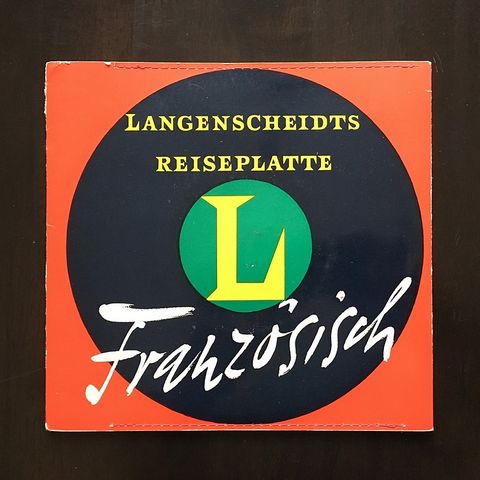 LANGENSCHEIDTS
REISEPLATTE
L
Französisch